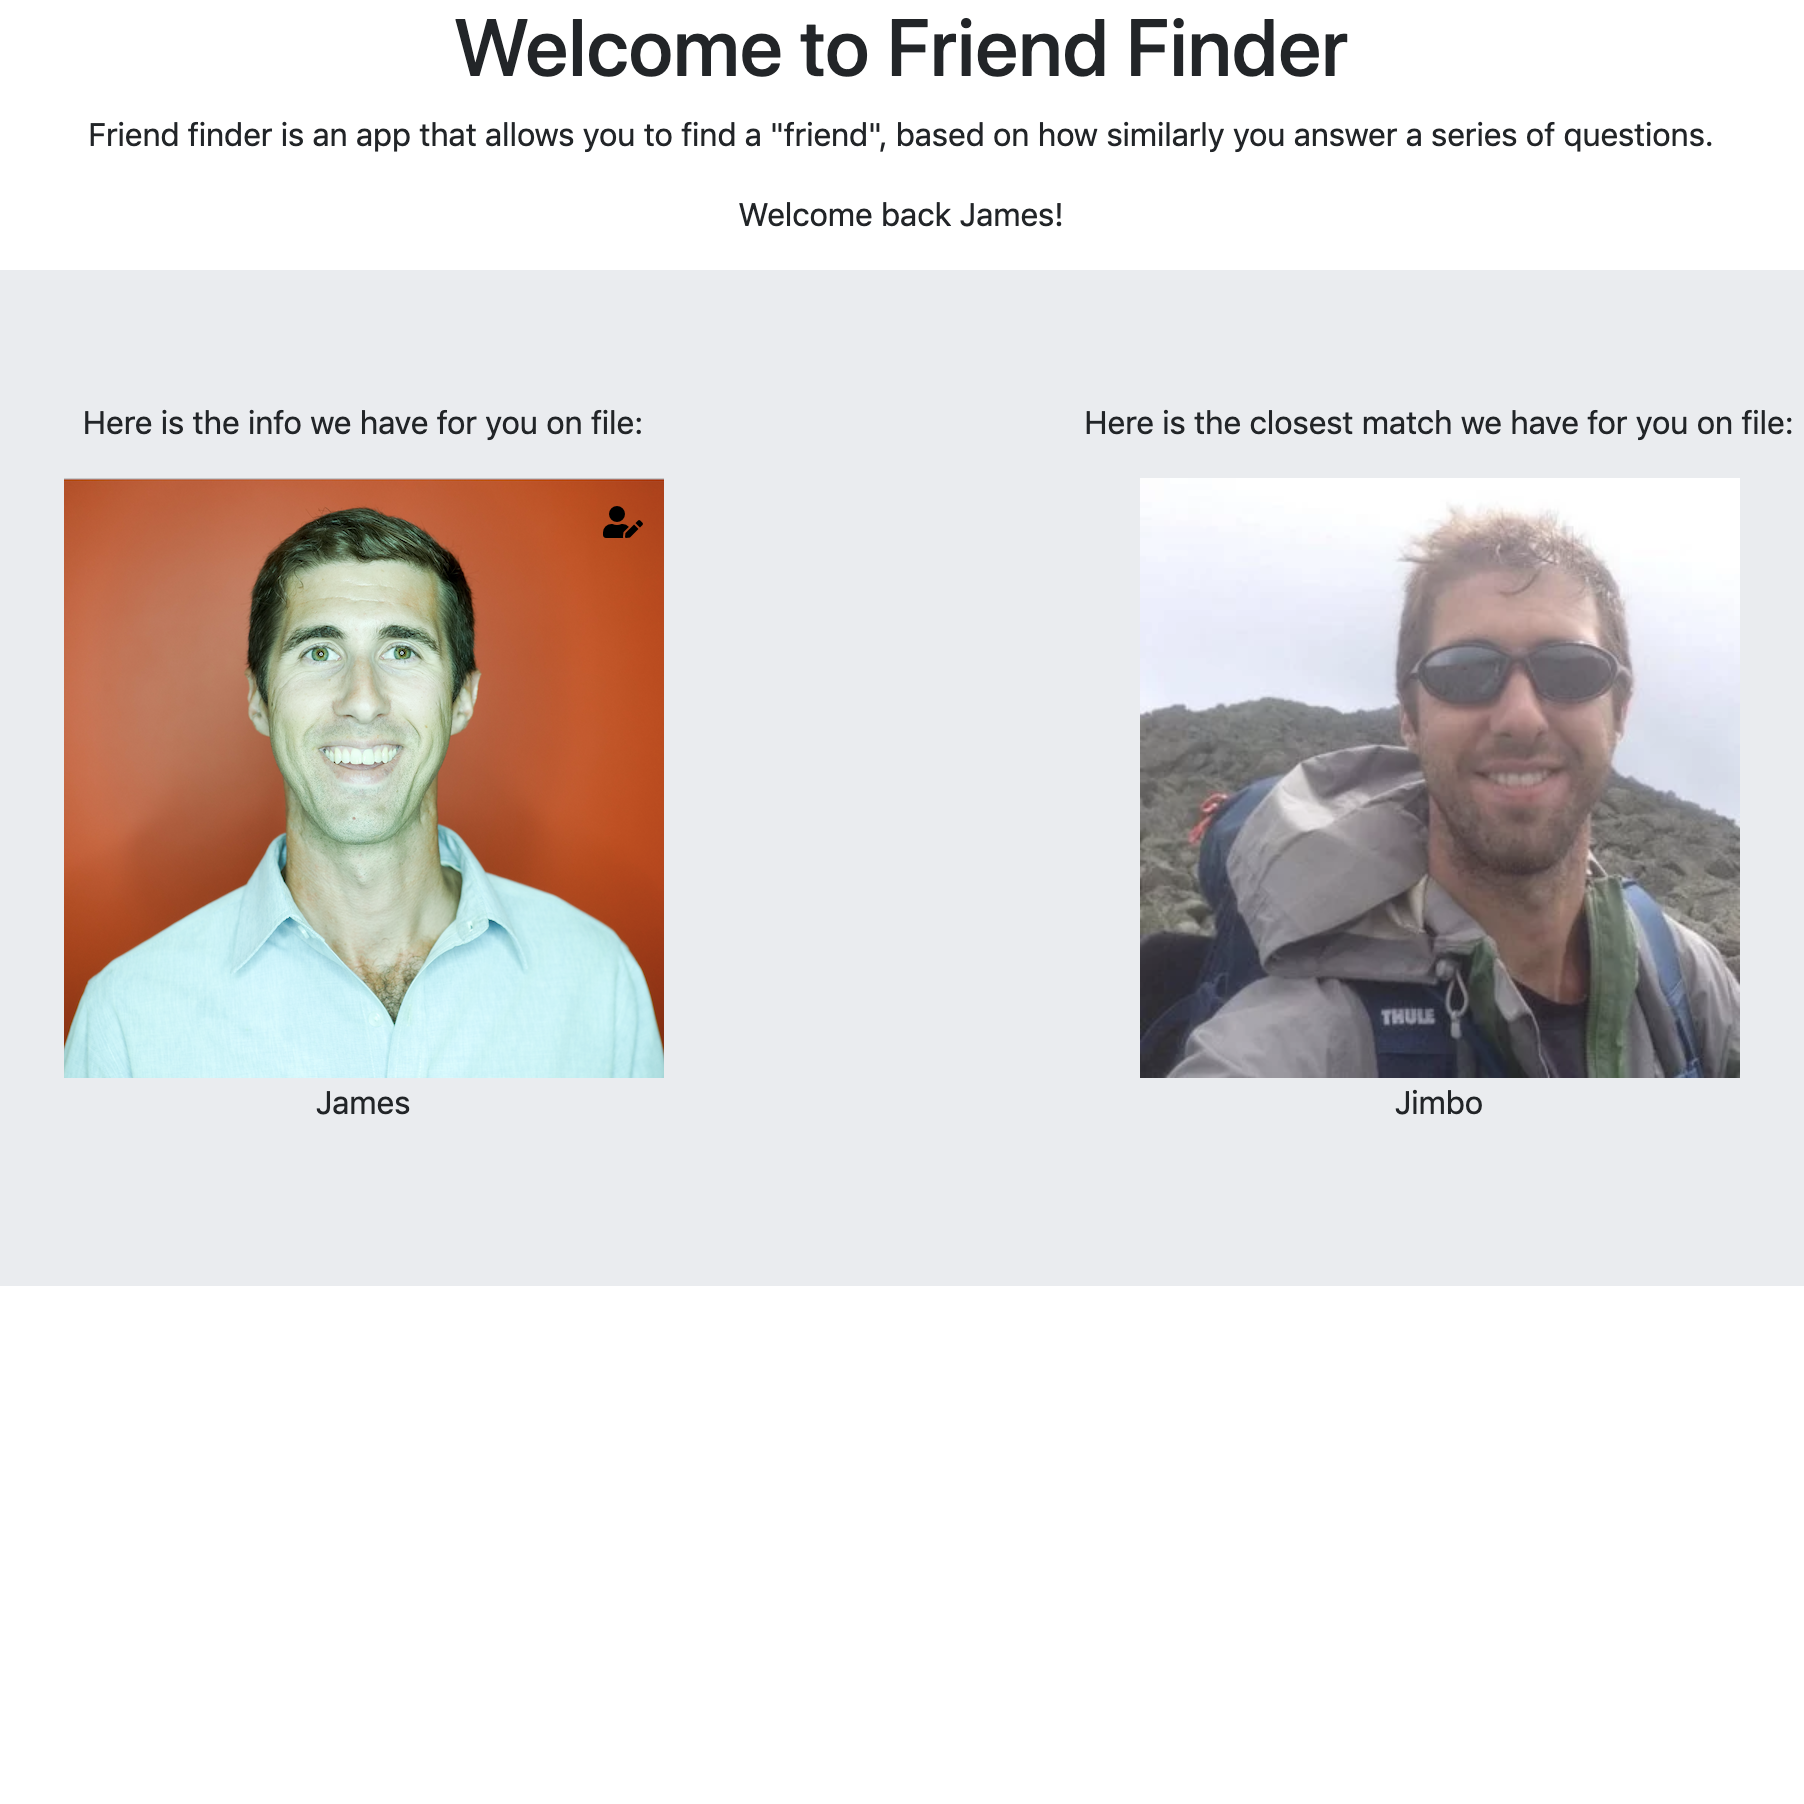 Welcome to Friend Finder
Friend finder is an app that allows you to find a "friend", based on how similarly you answer a series of questions.
Welcome back James!
Here is the info we have for you on file:
Here is the closest match we have for you on file:
THULE
James
Jimbo